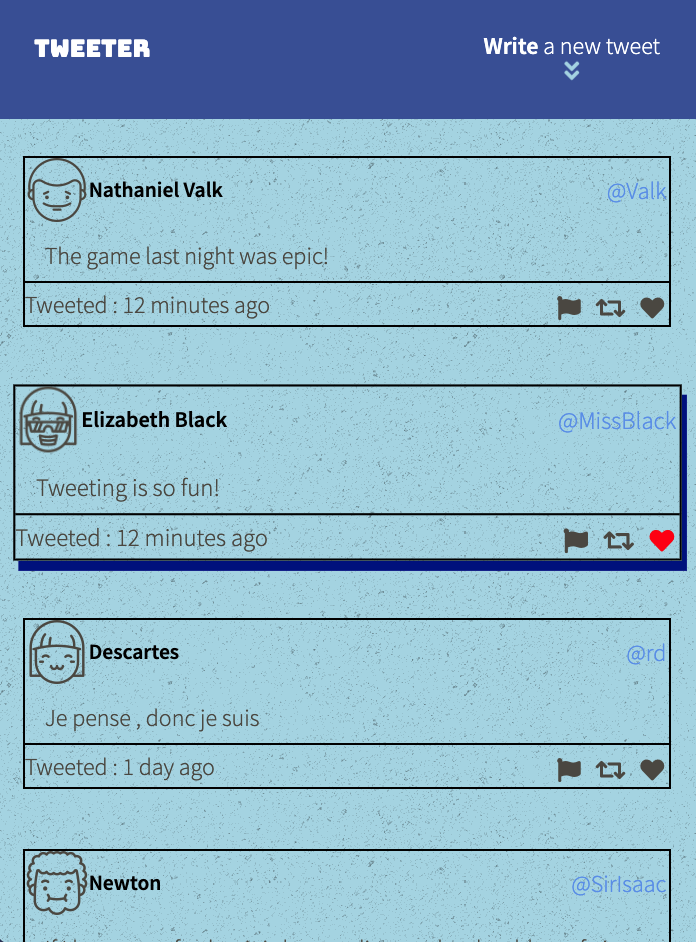 TWEETER
Write a new tweet
Nathaniel Valk
@Valk
The game last night was epic!
Tweeted : 12 minutes ago
Elizabeth Black
@MissBlack
Tweeting is so fun!
Tweeted : 12 minutes ago
Descartes
@rd
Je pense , donc je suis
Tweeted : 1 day ago
Newton
@SirIsaac